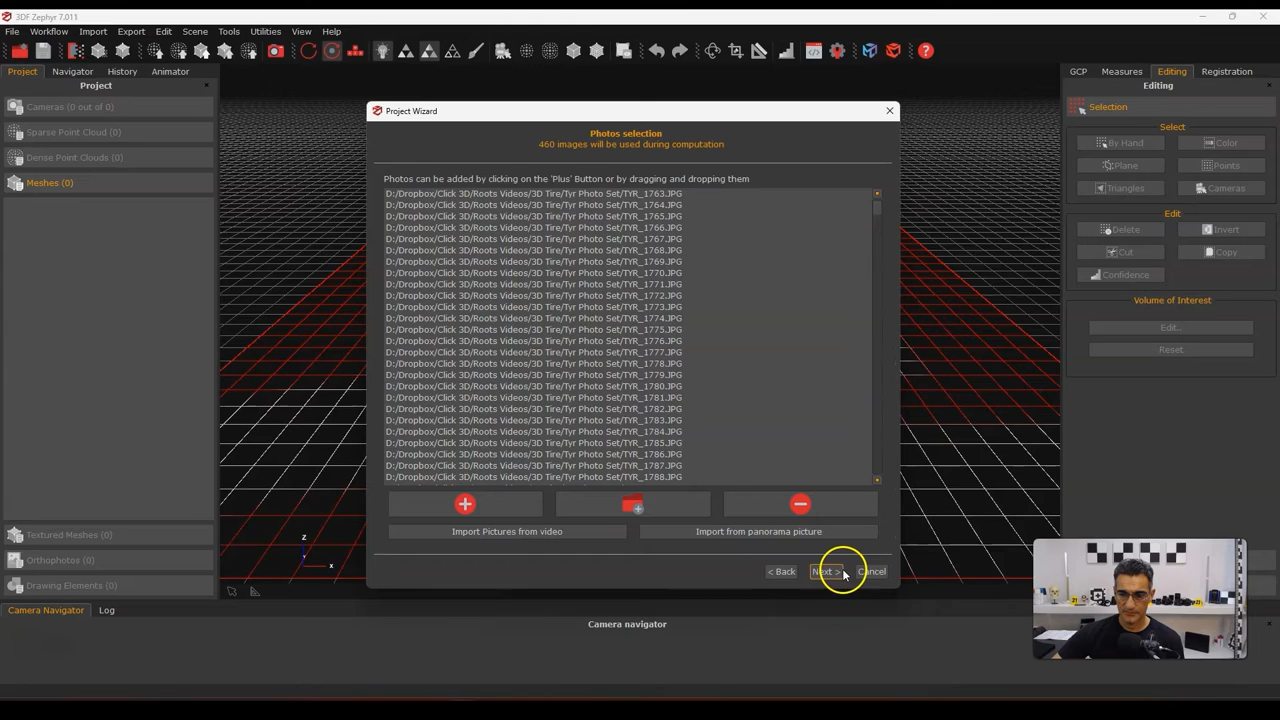 3DF Zephyr 7.011
File Workflow Import Export Edit Scene Tools Utilities View Help
Project Navigator History Animator
Project
Cameras (0 out of 0)
Sparse Point Cloud (0)
Dense Point Clouds (0)
Meshes (0)
Textured Meshes (0)
Orthophotos (0)
Drawing Elements (0)
Z
x
Project Wizard
Photos selection
460 images will be used during computation
Photos can be added by clicking on the 'Plus' Button or by dragging and dropping them
D:/Dropbox/Click 3D/Roots Videos/3D Tire/Tyr Photo Set/TYR_1763.JPG
D:/Dropbox/Click 3D/Roots Videos/3D Tire/Tyr Photo Set/TYR_1764.JPG
D:/Dropbox/Click 3D/Roots Videos/3D Tire/Tyr Photo Set/TYR_1765.JPG
D:/Dropbox/Click 3D/Roots Videos/3D Tire/Tyr Photo Set/TYR_1766.JPG
D:/Dropbox/Click 3D/Roots Videos/3D Tire/Tyr Photo Set/TYR_1767.JPG
D:/Dropbox/Click 3D/Roots Videos/3D Tire/Tyr Photo Set/TYR_1768.JPG
D:/Dropbox/Click 3D/Roots Videos/3D Tire/Tyr Photo Set/TYR_1769.JPG
D:/Dropbox/Click 3D/Roots Videos/3D Tire/Tyr Photo Set/TYR_1770.JPG
D:/Dropbox/Click 3D/Roots Videos/3D Tire/Tyr Photo Set/TYR_1771.JPG
D:/Dropbox/Click 3D/Roots Videos/3D Tire/Tyr Photo Set/TYR_1772.JPG
D:/Dropbox/Click 3D/Roots Videos/3D Tire/Tyr Photo Set/TYR_1773.JPG
D:/Dropbox/Click 3D/Roots Videos/3D Tire/Tyr Photo Set/TYR_1774.JPG
D:/Dropbox/Click 3D/Roots Videos/3D Tire/Tyr Photo Set/TYR_1775.JPG
D:/Dropbox/Click 3D/Roots Videos/3D Tire/Tyr Photo Set/TYR_1776.JPG
D:/Dropbox/Click 3D/Roots Videos/3D Tire/Tyr Photo Set/TYR_1777.JPG
D:/Dropbox/Click 3D/Roots Videos/3D Tire/Tyr Photo Set/TYR_1778.JPG
D:/Dropbox/Click 3D/Roots Videos/3D Tire/Tyr Photo Set/TYR_1779.JPG
D:/Dropbox/Click 3D/Roots Videos/3D Tire/Tyr Photo Set/TYR_1780.JPG
D:/Dropbox/Click 3D/Roots Videos/3D Tire/Tyr Photo Set/TYR_1781.JPG
D:/Dropbox/Click 3D/Roots Videos/3D Tire/Tyr Photo Set/TYR_1782.JPG
D:/Dropbox/Click 3D/Roots Videos/3D Tire/Tyr Photo Set/TYR_1783.JPG
D:/Dropbox/Click 3D/Roots Videos/3D Tire/Tyr Photo Set/TYR_1784.JPG
D:/Dropbox/Click 3D/Roots Videos/3D Tire/Tyr Photo Set/TYR_1785.JPG
D:/Dropbox/Click 3D/Roots Videos/3D Tire/Tyr Photo Set/TYR_1786.JPG
D:/Dropbox/Click 3D/Roots Videos/3D Tire/Tyr Photo Set/TYR_1787.JPG
D:/Dropbox/Click 3D/Roots Videos/3D Tire/Tyr Photo Set/TYR_1788.JPG
Import Pictures from video Import from panorama picture
< Back Next > Cancel
GCP Measures Editing Registration
Editing
Selection
Select
By Hand Color
Plane Points
Triangles Cameras
Edit
Delete Invert
Cut Copy
Confidence
Volume of Interest
Edit...
Reset
Camera Navigator Log
Camera navigator